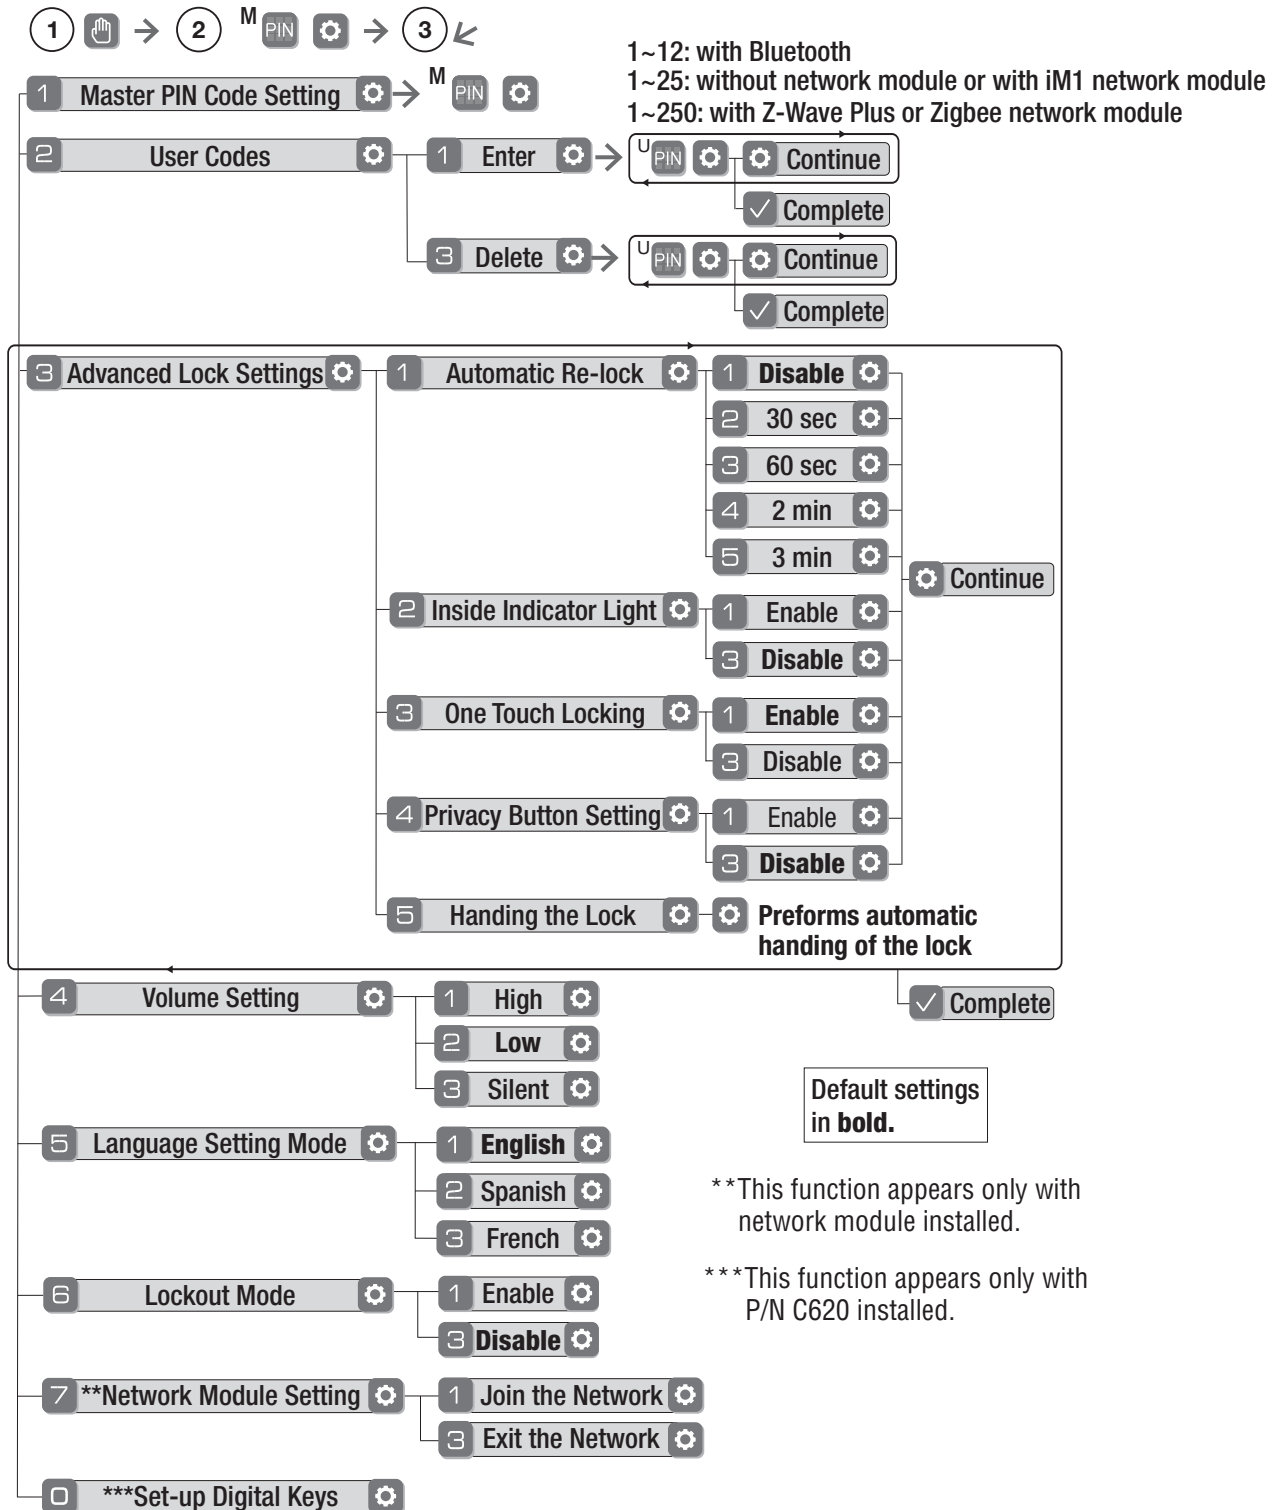 1 2 M PIN 3
1~12: with Bluetooth
1~25: without network module or with iM1 network module
1~250: with Z-Wave Plus or Zigbee network module
1 Master PIN Code Setting M PIN
2 User Codes 1 Enter U PIN Continue
Complete
3 Delete U PIN Continue
Complete
3 Advanced Lock Settings 1 Automatic Re-lock 1 Disable
2 30 sec
3 60 sec
4 2 min
5 3 min
Continue
2 Inside Indicator Light 1 Enable
3 Disable
3 One Touch Locking 1 Enable
3 Disable
4 Privacy Button Setting 1 Enable
3 Disable
5 Handing the Lock Preforms automatic
handing of the lock
4 Volume Setting 1 High
Complete
2 Low
3 Silent
Default settings
in bold.
5 Language Setting Mode 1 English
2 Spanish
3 French
**This function appears only with
network module installed.
***This function appears only with
P/N C620 installed.
6 Lockout Mode 1 Enable
3 Disable
7 **Network Module Setting 1 Join the Network
3 Exit the Network
0 ***Set-up Digital Keys